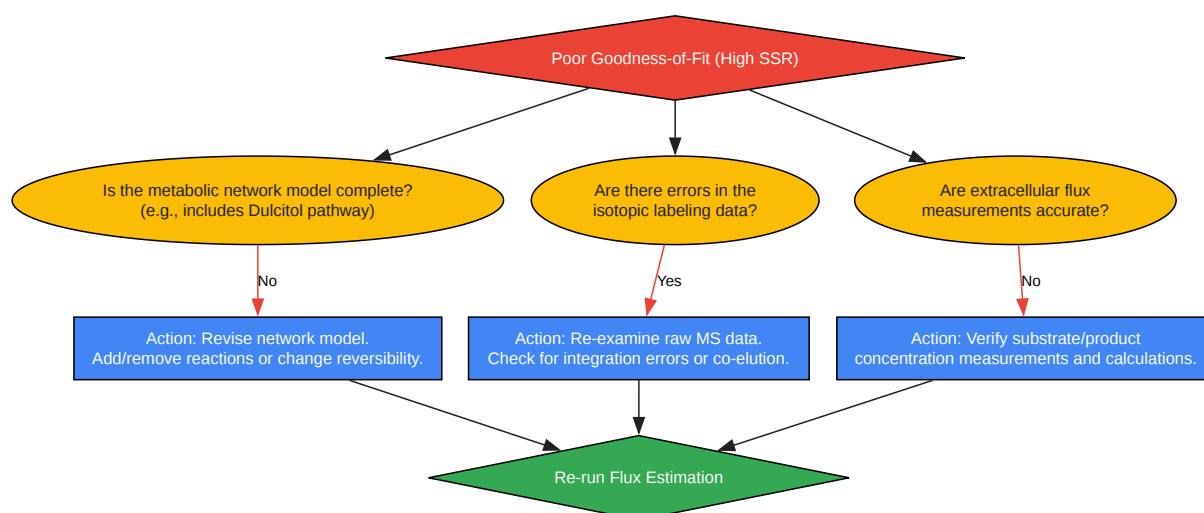 Poor Goodness-of-Fit (High SSR)
Is the metabolic network model complete?
(e.g., includes Dulcitol pathway)
Are there errors in the
isotopic labeling data?
Are extracellular flux
measurements accurate?
No
Yes
No
Action: Revise network model.
Add/remove reactions or change reversibility.
Action: Re-examine raw MS data.
Check for integration errors or co-elution.
Action: Verify substrate/product
concentration measurements and calculations.
Re-run Flux Estimation